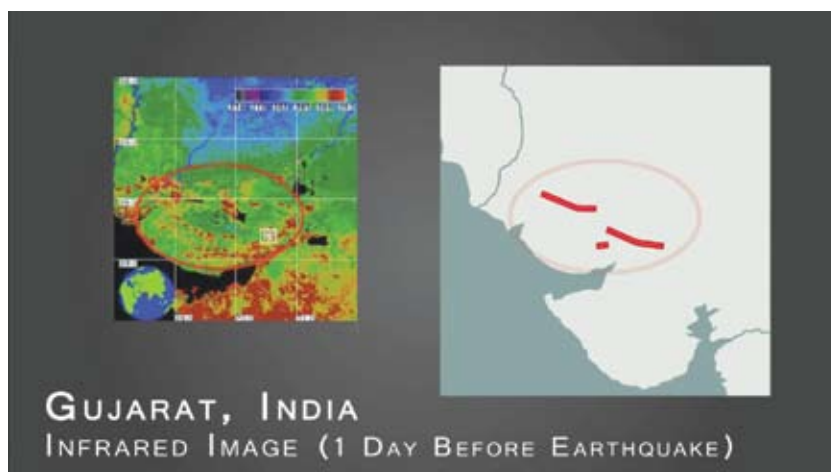 GUJARAT, INDIA
INFRARED IMAGE (1 DAY BEFORE EARTHQUAKE)